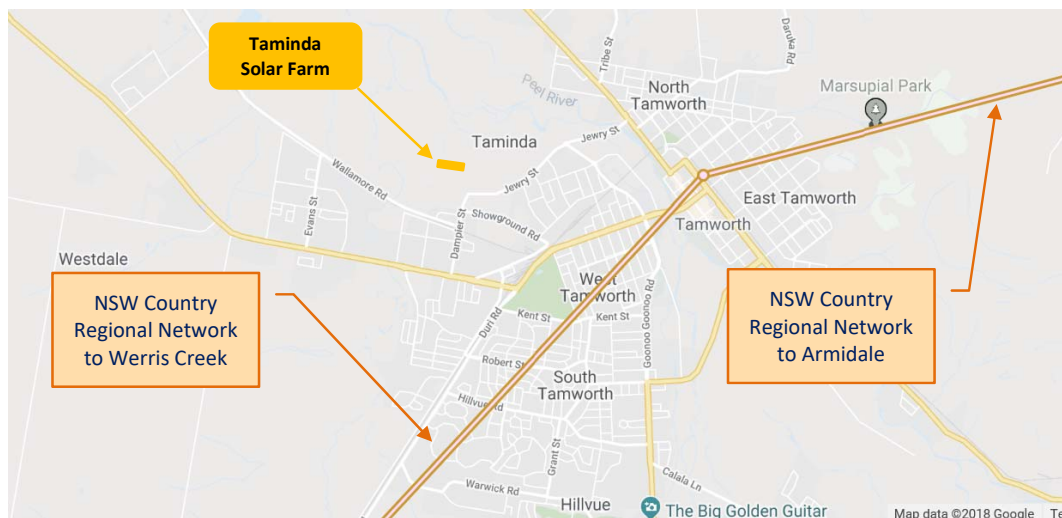 Taminda
Solar Farm
Daruka Rd
Tribe St
North
Tamworth
Marsupial Park
Peel River
Jewry St
Taminda
Wallamore Rd
Jewry St
East Tamworth
Evans St
Dampier St
Showground Rd
Tamworth
Westdale
NSW Country
Regional Network
to Werris Creek
West
Tamworth
NSW Country
Regional Network
to Armidale
Kent St
Kent St
Duri Rd
Goonoo Goonoo Rd
Robert St
South
Tamworth
Hillvue Rd
Grant St
Calala Ln
Warwick Rd
Hillvue
The Big Golden Guitar
Map data ©2018 Google
Te